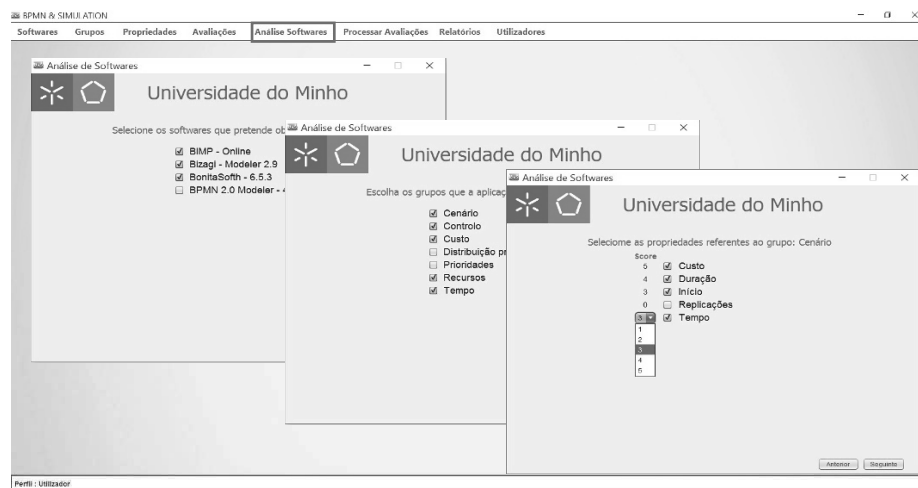 BPMN & SIMULATION
Softwares Grupos Propriedades Avaliações Análise Softwares Processar Avaliações Relatórios Utilizadores
Análise de Softwares
Universidade do Minho
Selecione os softwares que pretende ob
BIMP - Online
Bizagi - Modeler 2.9
BonitaSofth - 6.5.3
BPMN 2.0 Modeler - 4
Análise de Softwares
Universidade do Minho
Escolha os grupos que a aplicaç
Cenário
Controlo
Custo
Distribuição pr
Prioridades
Recursos
Tempo
Análise de Softwares
Universidade do Minho
Selecione as propriedades referentes ao grupo: Cenário
Score
5 Custo
4 Duração
3 Início
0 Replicações
3 Tempo
1
2
3
4
5
Anterior Seguinte
Perfil : Utilizador